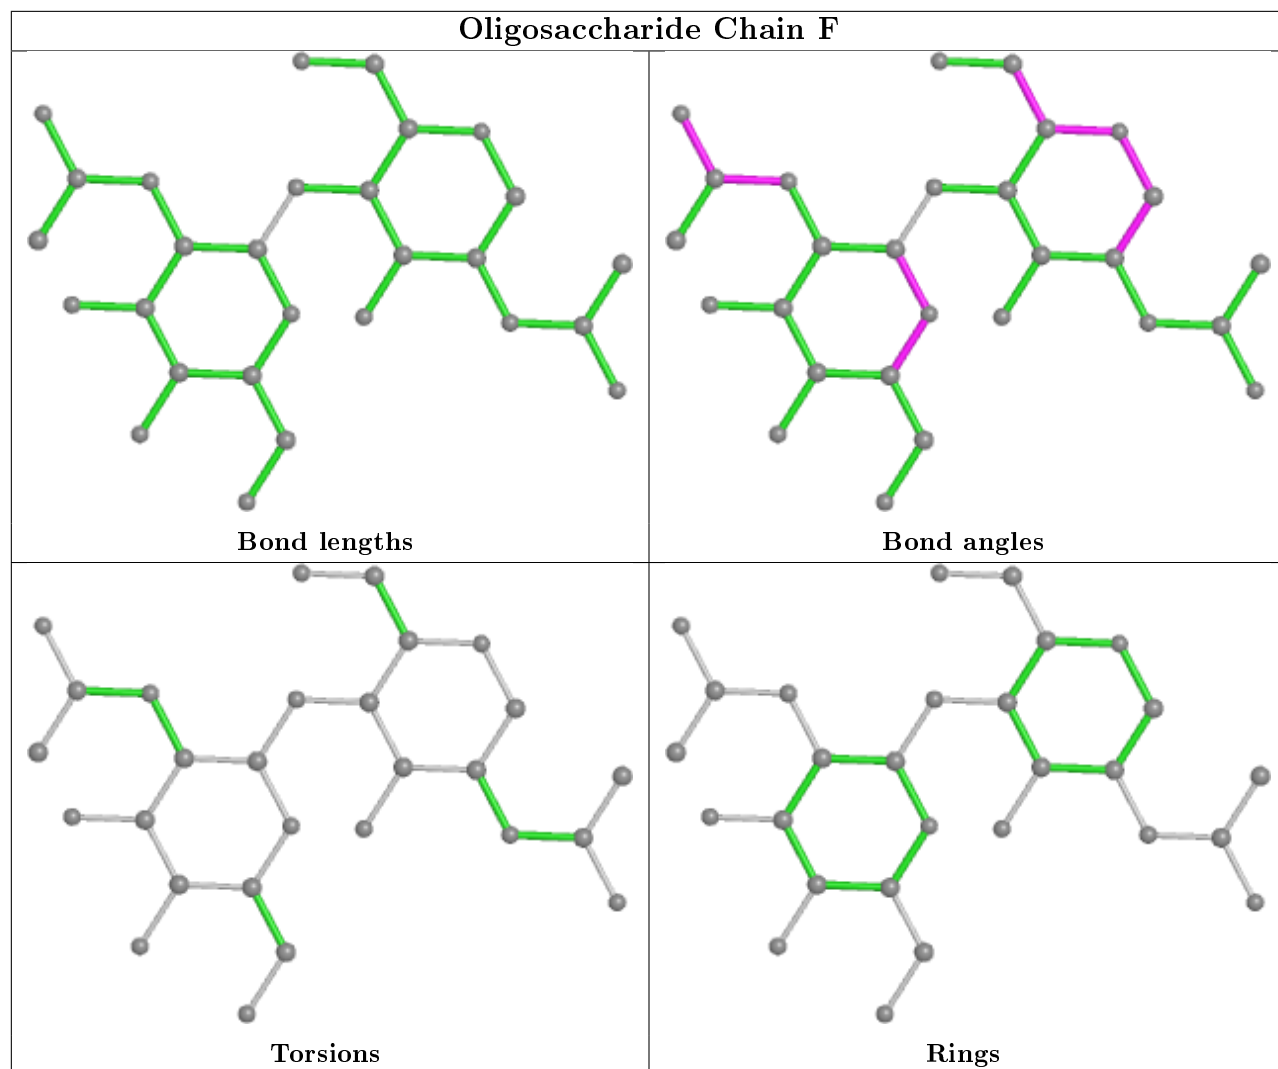 Oligosaccharide Chain F
Bond lengths
Bond angles
Torsions
Rings